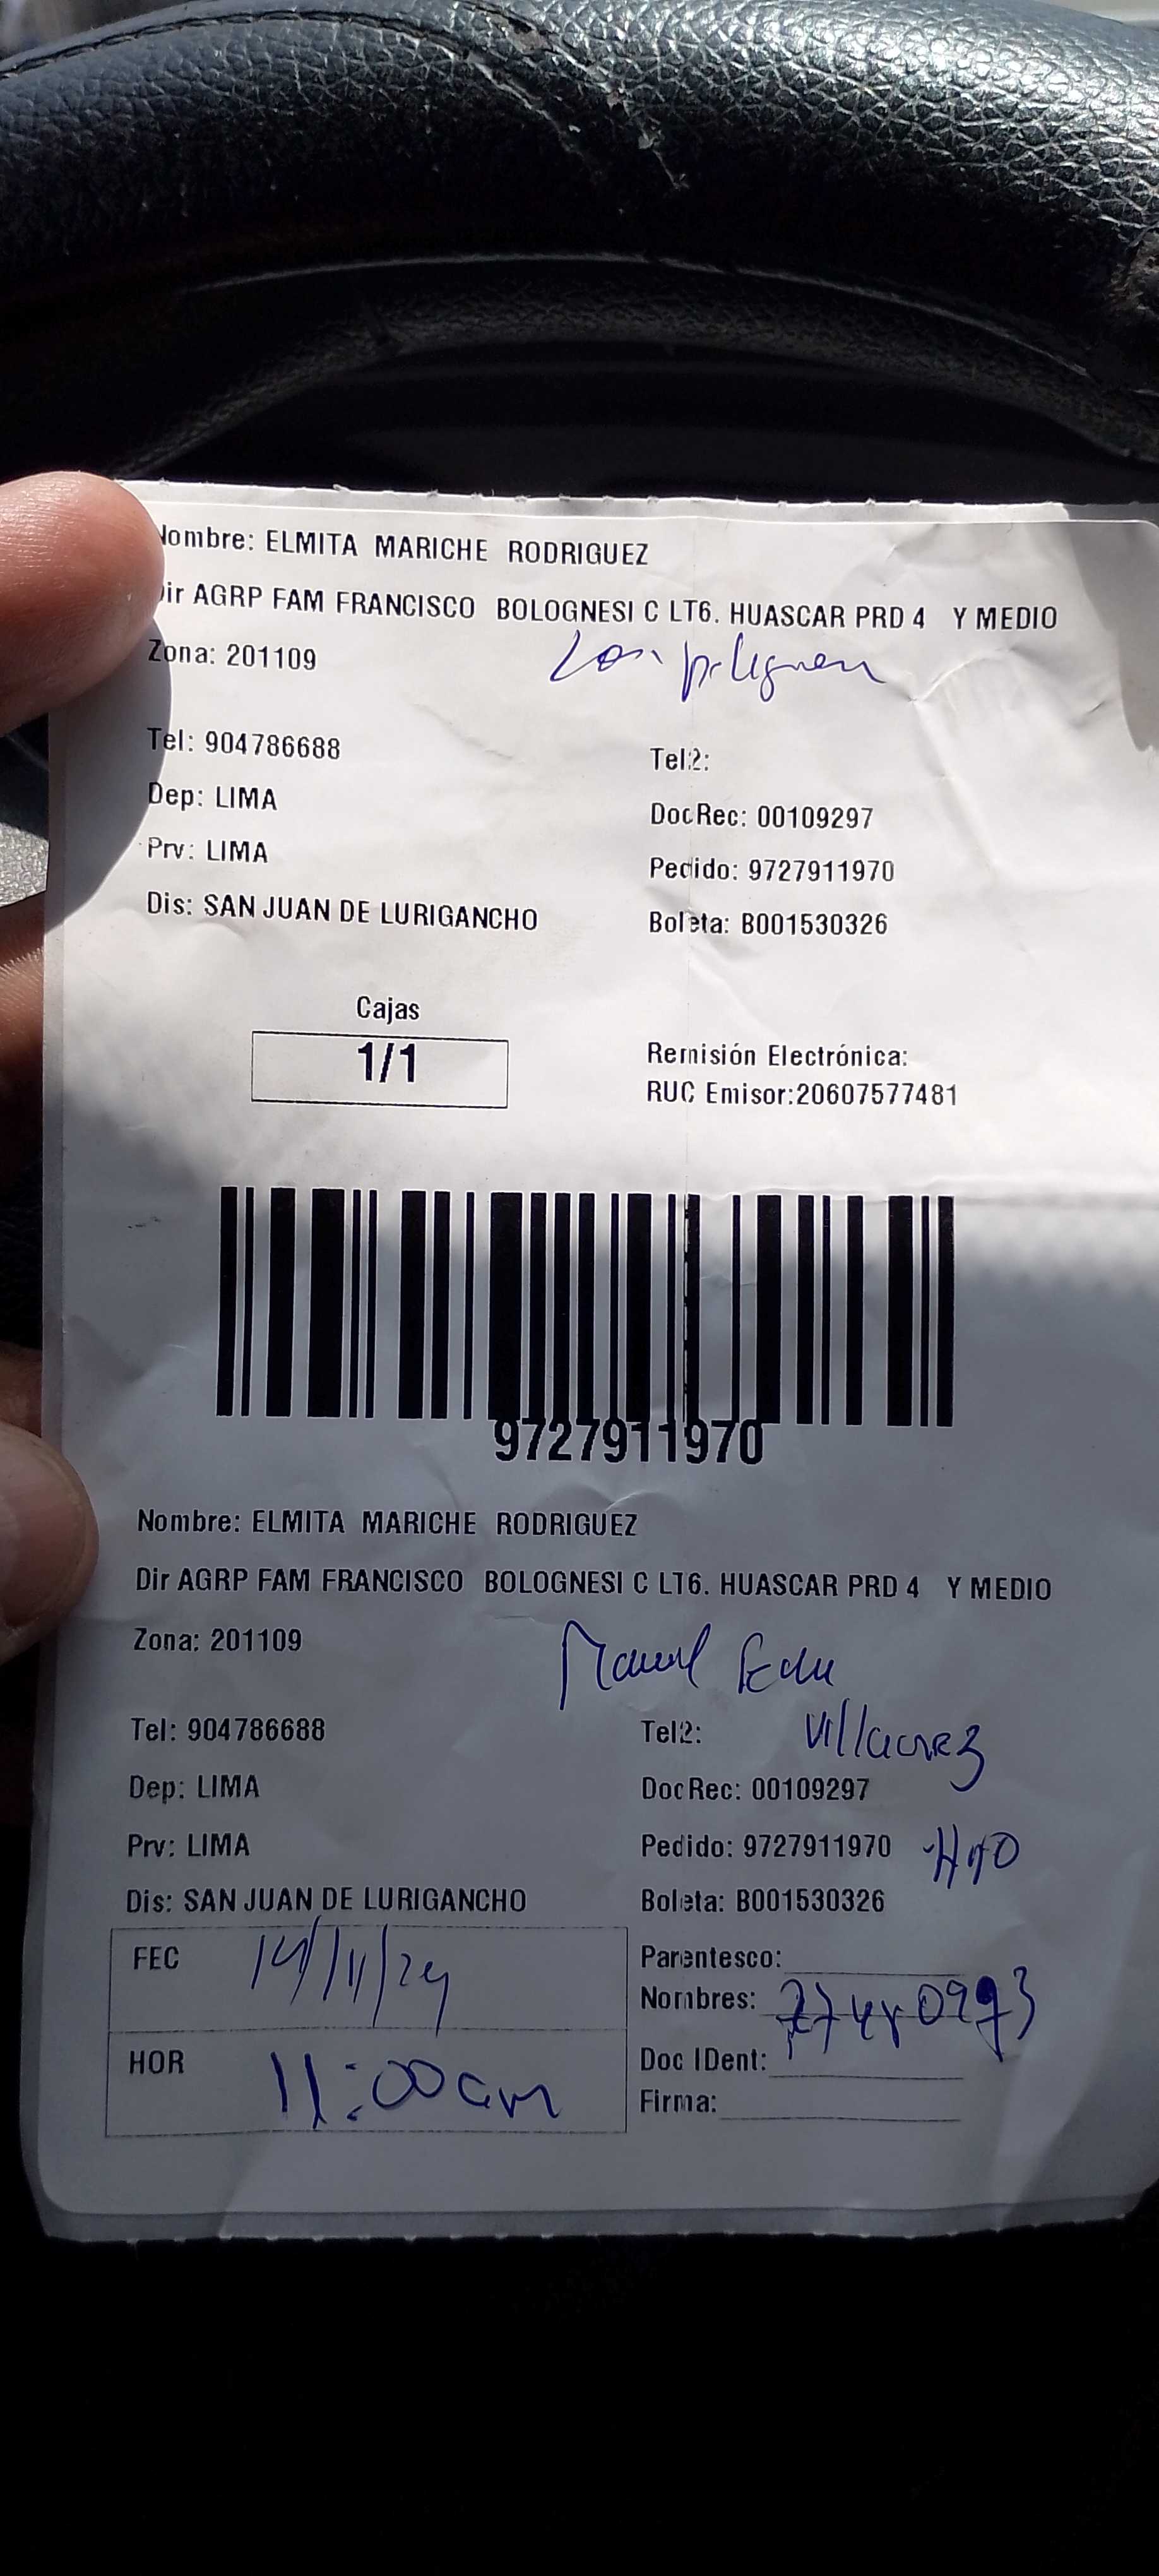 Nombre: ELMITA MARICHE RODRIGUEZ
Dir AGRP FAM FRANCISCO BOLOGNESI C LT6. HUASCAR PRD 4 Y MEDIO
Zona: 201109
Tel: 904786688
Tel2:
Dep: LIMA
DocRec: 00109297
Prv: LIMA
Pedido: 9727911970
Dis: SAN JUAN DE LURIGANCHO
Boleta: B001530326
Cajas
1/1
Remisión Electrónica:
RUC Emisor:20607577481
9727911970
Nombre: ELMITA MARICHE RODRIGUEZ
Dir AGRP FAM FRANCISCO BOLOGNESI C LT6. HUASCAR PRD 4 Y MEDIO
Zona: 201109
Manuel
Tel: 904786688
Tel2:
Dep: LIMA
DocRec: 00109297
Prv: LIMA
Pedido: 9727911970
Dis: SAN JUAN DE LURIGANCHO
Boleta: B001530326
FEC 14/11/24
Parentesco:
Nombres:
HOR 11:00am
Doc IDent:
Firma: